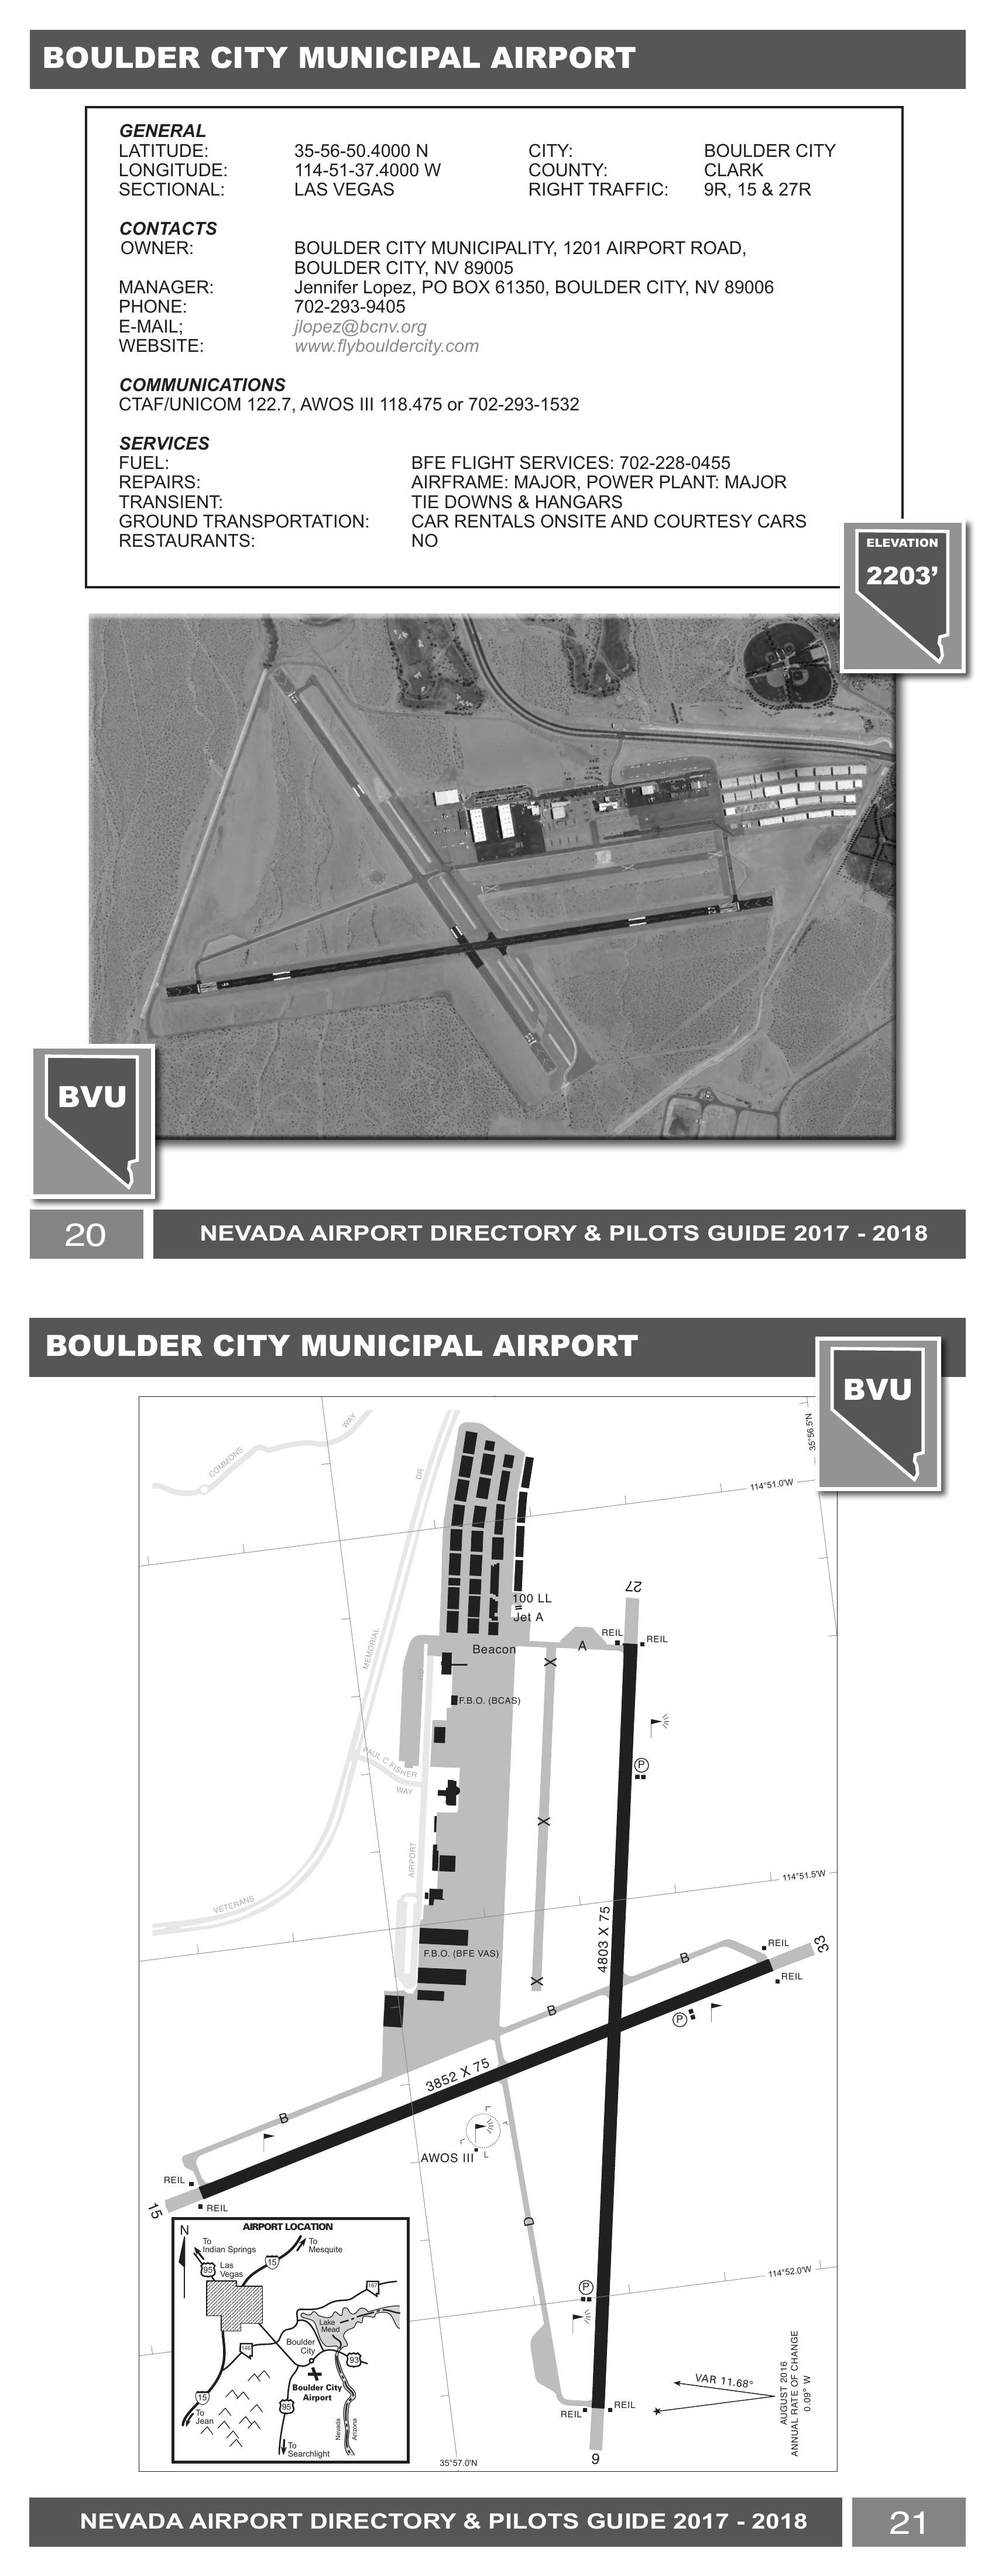 BOULDER CITY MUNICIPAL AIRPORT
GENERAL
LATITUDE: 35-56-50.4000 N CITY: BOULDER CITY
LONGITUDE: 114-51-37.4000 W COUNTY: CLARK
SECTIONAL: LAS VEGAS RIGHT TRAFFIC: 9R, 15 & 27R
CONTACTS
OWNER: BOULDER CITY MUNICIPALITY, 1201 AIRPORT ROAD,
BOULDER CITY, NV 89005
MANAGER: Jennifer Lopez, PO BOX 61350, BOULDER CITY, NV 89006
PHONE: 702-293-9405
E-MAIL; jlopez@bcnv.org
WEBSITE: www.flybouldercity.com
COMMUNICATIONS
CTAF/UNICOM 122.7, AWOS III 118.475 or 702-293-1532
SERVICES
FUEL: BFE FLIGHT SERVICES: 702-228-0455
REPAIRS: AIRFRAME: MAJOR, POWER PLANT: MAJOR
TRANSIENT: TIE DOWNS & HANGARS
GROUND TRANSPORTATION: CAR RENTALS ONSITE AND COURTESY CARS
RESTAURANTS: NO
ELEVATION
2203’
BVU
20 NEVADA AIRPORT DIRECTORY & PILOTS GUIDE 2017 - 2018
BOULDER CITY MUNICIPAL AIRPORT
BVU
35°56.5'N
COMMONS WAY
DR
114°51.0'W
27
100 LL
Jet A
REIL
REIL
A
Beacon
MEMORIAL
F.B.O. (BCAS)
P
PAUL C FISHER
WAY
AIRPORT
114°51.5'W
VETERANS
4803 X 75
33
REIL
F.B.O. (BFE VAS)
B
REIL
B
P
3852 X 75
B
AWOS III
REIL
REIL
15
D
114°52.0'W
P
VAR 11.68°
AUGUST 2016
ANNUAL RATE OF CHANGE
0.09° W
REIL
REIL
9
35°57.0'N
AIRPORT LOCATION
N
To
Indian Springs
To
Mesquite
95
15
Las
Vegas
167
Lake
Mead
Boulder
City
146
93
Boulder City
Airport
15
To
Jean
95
Nevada
Arizona
To
Searchlight
NEVADA AIRPORT DIRECTORY & PILOTS GUIDE 2017 - 2018 21